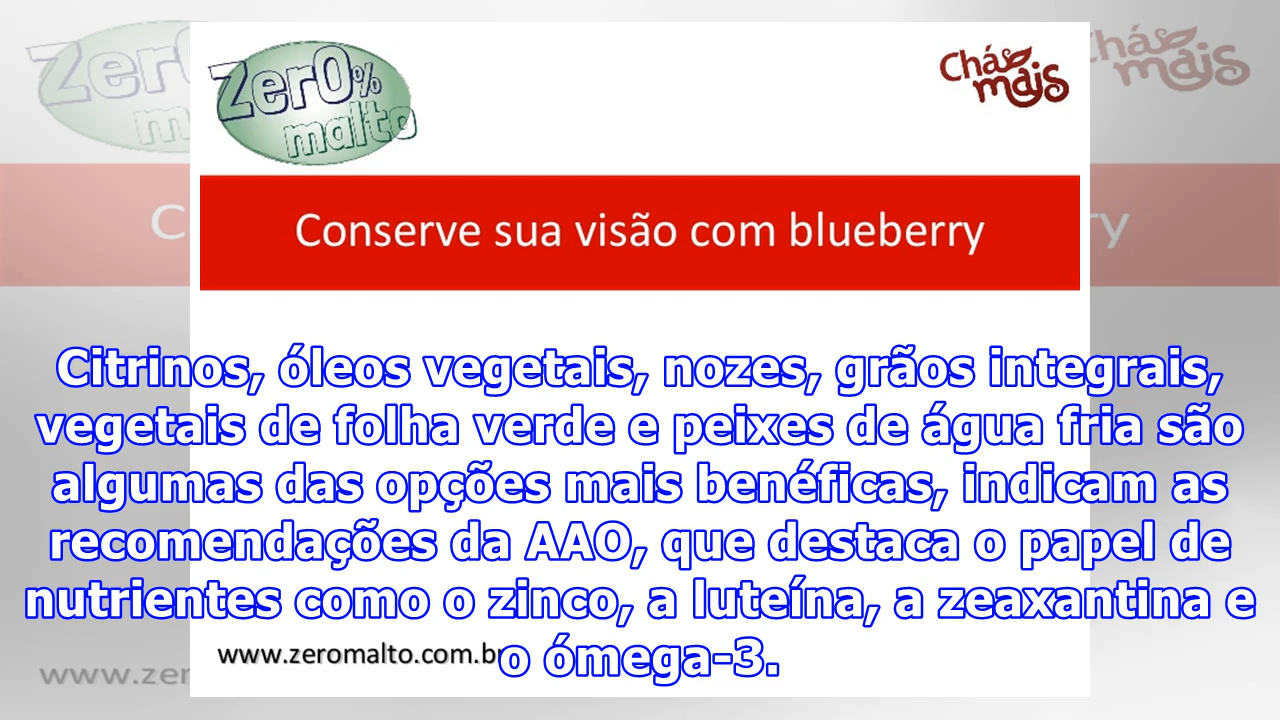 Zer0%
malto
Chá
mais
Conserve sua visão com blueberry
Citrinos, óleos vegetais, nozes, grãos integrais,
vegetais de folha verde e peixes de água fria são
algumas das opções mais benéficas, indicam as
recomendações da AAO, que destaca o papel de
nutrientes como o zinco, a luteína, a zeaxantina e
o ómega-3.
www.zeromalto.com.br